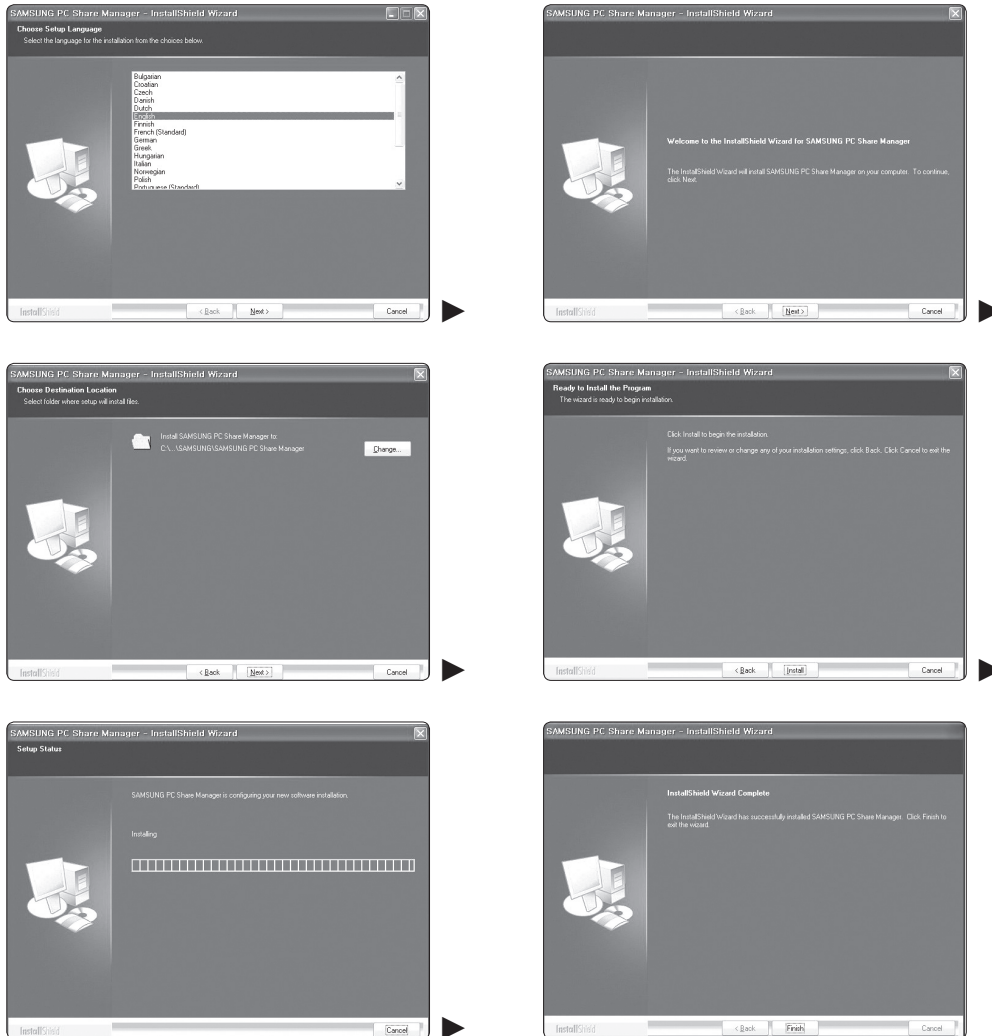 SAMSUNG PC Share Manager - InstallShield Wizard
Choose Setup Language
Select the language for the installation from the choices below.
Bulgarian
Croatian
Czech
Danish
Dutch
English
Finnish
French (Standard)
German
Greek
Hungarian
Italian
Norwegian
Polish
Portuguese (Standard)
InstallShield
< Back
Next >
Cancel
SAMSUNG PC Share Manager - InstallShield Wizard
Welcome to the InstallShield Wizard for SAMSUNG PC Share Manager
The InstallShield Wizard will install SAMSUNG PC Share Manager on your computer. To continue,
click Next.
InstallShield
< Back
Next >
Cancel
SAMSUNG PC Share Manager - InstallShield Wizard
Choose Destination Location
Select folder where setup will install files.
Install SAMSUNG PC Share Manager to:
C:\...\SAMSUNG\SAMSUNG PC Share Manager
Change...
InstallShield
< Back
Next >
Cancel
SAMSUNG PC Share Manager - InstallShield Wizard
Ready to Install the Program
The wizard is ready to begin installation.
Click Install to begin the installation.
If you want to review or change any of your installation settings, click Back. Click Cancel to exit the
wizard.
InstallShield
< Back
Install
Cancel
SAMSUNG PC Share Manager - InstallShield Wizard
Setup Status
SAMSUNG PC Share Manager is configuring your new software installation.
Installing
InstallShield
Cancel
SAMSUNG PC Share Manager - InstallShield Wizard
InstallShield Wizard Complete
The InstallShield Wizard has successfully installed SAMSUNG PC Share Manager. Click Finish to
exit the wizard.
InstallShield
< Back
Finish
Cancel